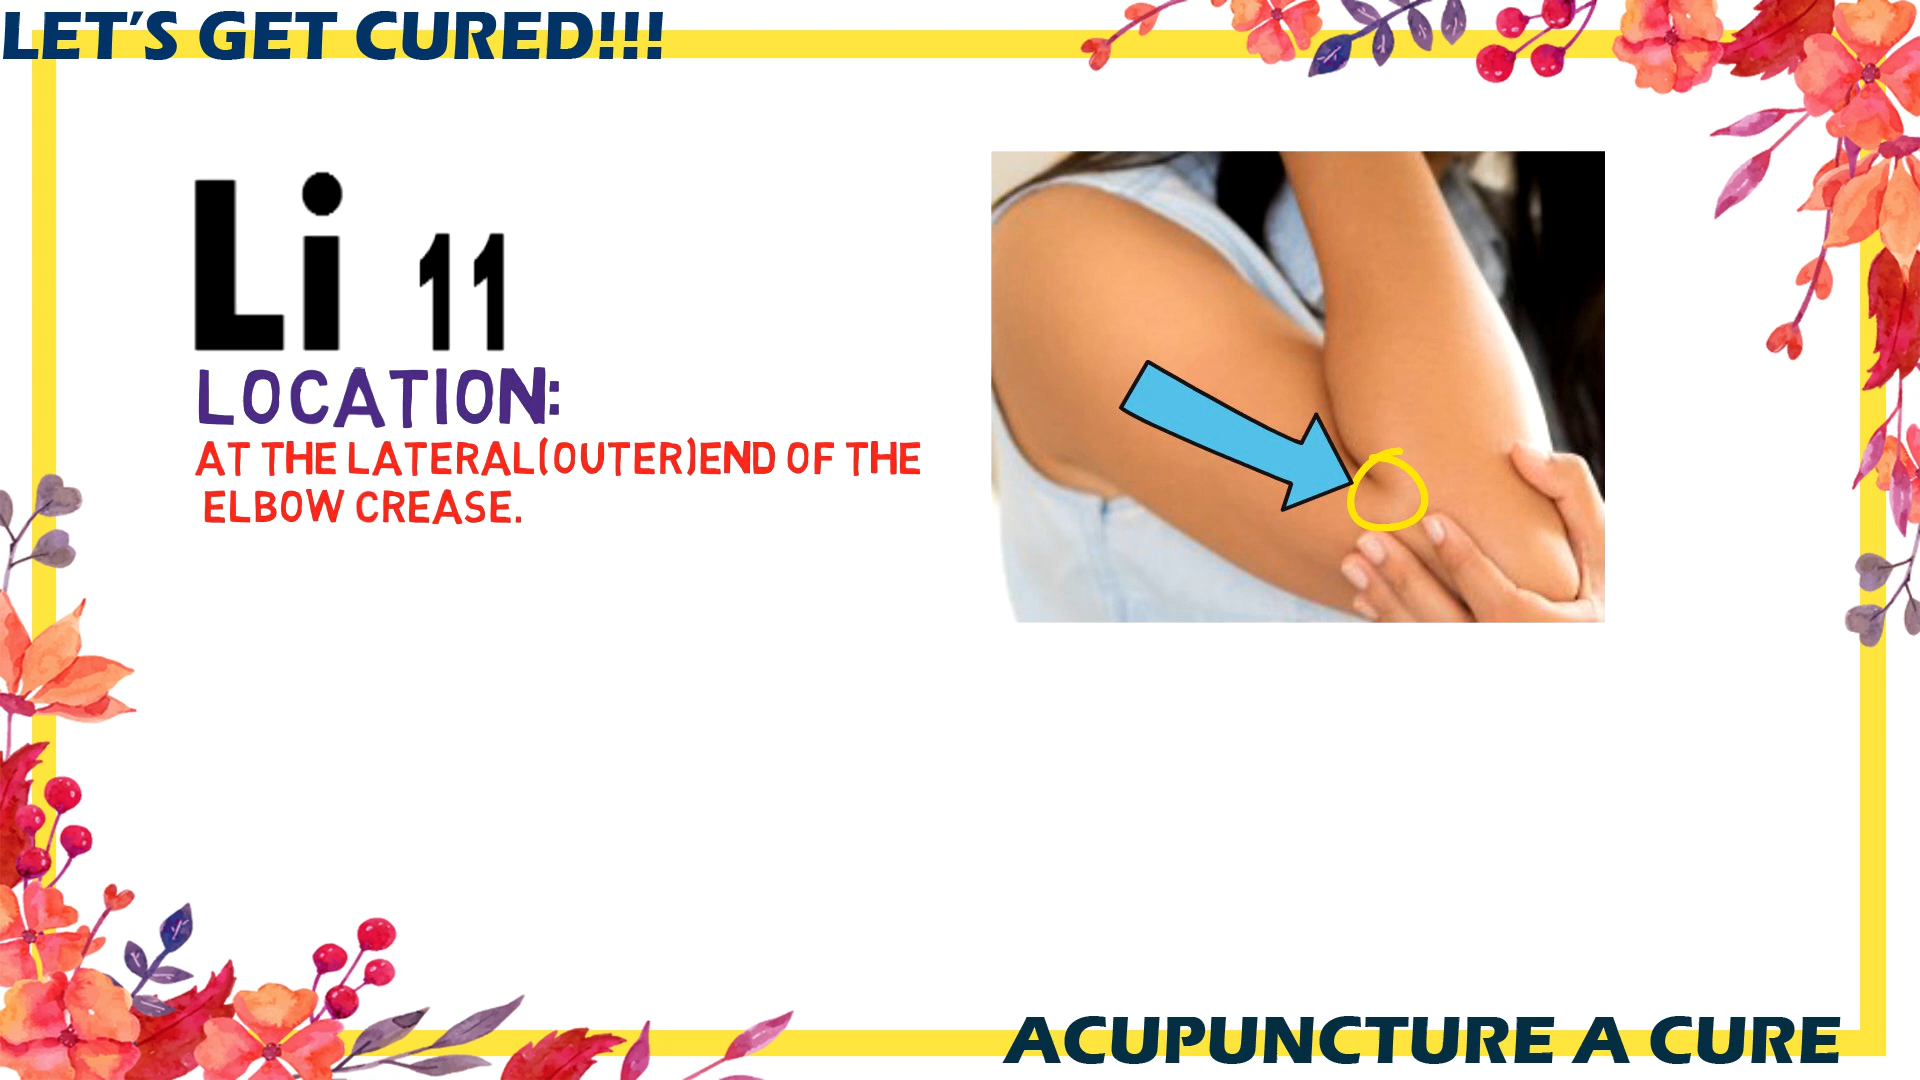 LET'S GET CURED!!!
Li 11
LOCATION:
AT THE LATERAL(OUTER)END OF THE
ELBOW CREASE.
ACUPUNCTURE A CURE